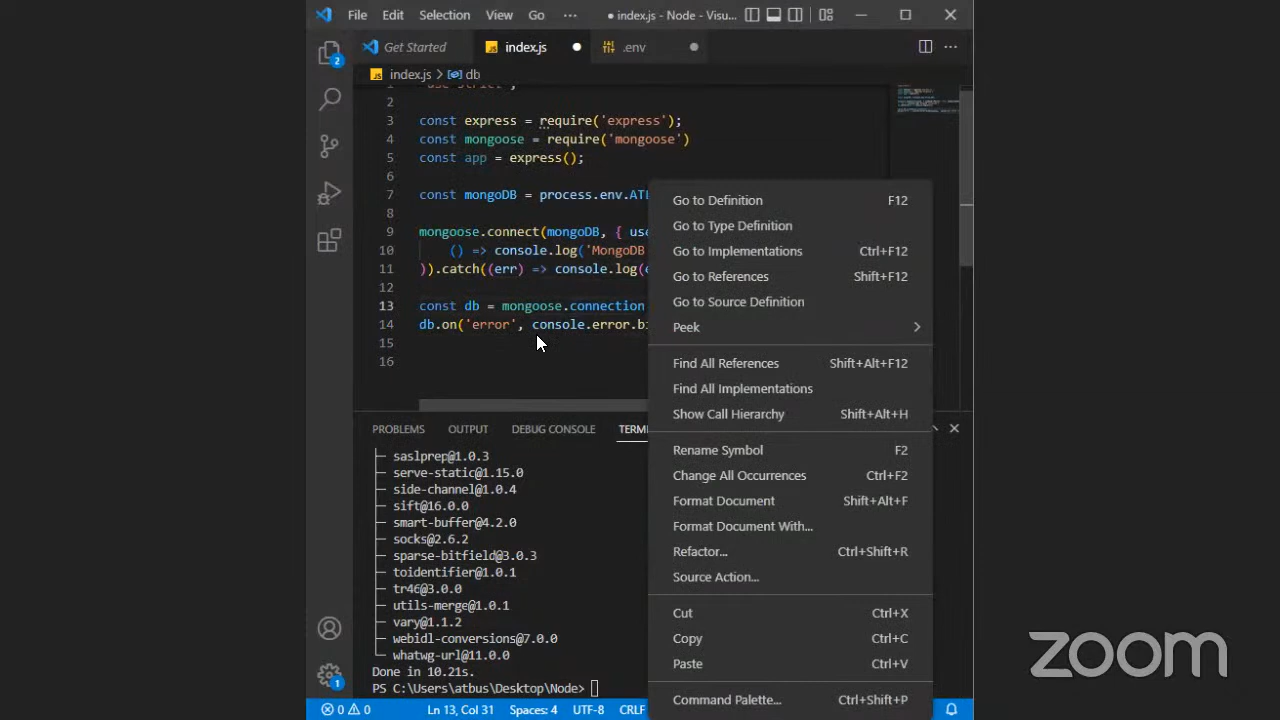 File Edit Selection View Go ··· ● index.js - Node - Visu...
Get Started index.js .env
index.js > db
1 'use strict';
2
3 const express = require('express');
4 const mongoose = require('mongoose')
5 const app = express();
6
7 const mongoDB = process.env.ATL
8
9 mongoose.connect(mongoDB, { use
10 () => console.log('MongoDB
11 )).catch((err) => console.log(e
12
13 const db = mongoose.connection
14 db.on('error', console.error.bi
15
16
Go to Definition F12
Go to Type Definition
Go to Implementations Ctrl+F12
Go to References Shift+F12
Go to Source Definition
Peek >
Find All References Shift+Alt+F12
Find All Implementations
Show Call Hierarchy Shift+Alt+H
Rename Symbol F2
Change All Occurrences Ctrl+F2
Format Document Shift+Alt+F
Format Document With...
Refactor... Ctrl+Shift+R
Source Action...
Cut Ctrl+X
Copy Ctrl+C
Paste Ctrl+V
Command Palette... Ctrl+Shift+P
PROBLEMS OUTPUT DEBUG CONSOLE TERM
├─ saslprep@1.0.3
├─ serve-static@1.15.0
├─ side-channel@1.0.4
├─ sift@16.0.0
├─ smart-buffer@4.2.0
├─ socks@2.6.2
├─ sparse-bitfield@3.0.3
├─ toidentifier@1.0.1
├─ tr46@3.0.0
├─ utils-merge@1.0.1
├─ vary@1.1.2
├─ webidl-conversions@7.0.0
└─ whatwg-url@11.0.0
Done in 10.21s.
PS C:\Users\atbus\Desktop\Node>
0 0 Ln 13, Col 31 Spaces: 4 UTF-8 CRLF
2
1
zoom